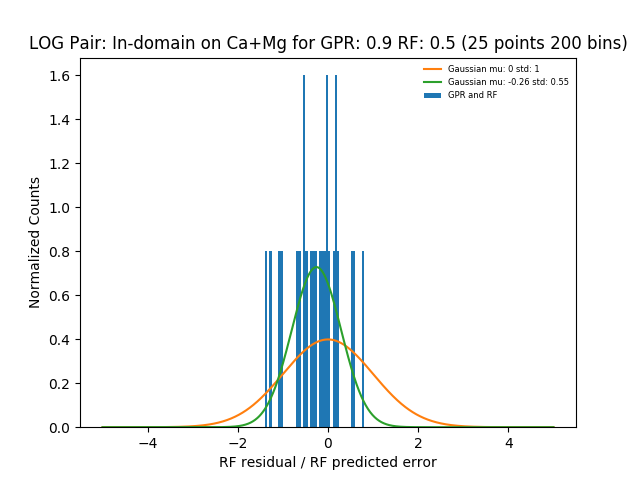 LOG Pair: In-domain on Ca+Mg for GPR: 0.9 RF: 0.5 (25 points 200 bins)
Gaussian mu: 0 std: 1
Gaussian mu: -0.26 std: 0.55
GPR and RF
1.6
1.4
1.2
1.0
0.8
0.6
0.4
0.2
0.0
Normalized Counts
−4
−2
0
2
4
RF residual / RF predicted error